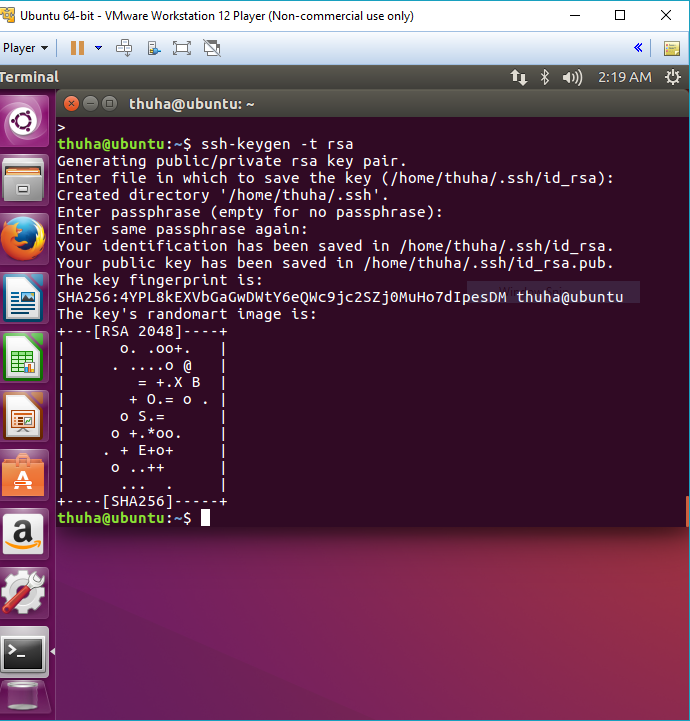 Ubuntu 64-bit - VMware Workstation 12 Player (Non-commercial use only)
Player
Terminal
2:19 AM
thuha@ubuntu: ~
>
thuha@ubuntu:~$ ssh-keygen -t rsa
Generating public/private rsa key pair.
Enter file in which to save the key (/home/thuha/.ssh/id_rsa):
Created directory '/home/thuha/.ssh'.
Enter passphrase (empty for no passphrase):
Enter same passphrase again:
Your identification has been saved in /home/thuha/.ssh/id_rsa.
Your public key has been saved in /home/thuha/.ssh/id_rsa.pub.
The key fingerprint is:
SHA256:4YPL8kEXVbGaGwDWtY6eQWc9jc2SZj0MuHo7dIpesDM thuha@ubuntu
The key's randomart image is:
+---[RSA 2048]----+
|      o. .oo+.   |
|     . ....o @   |
|        = +.X B  |
|       + O.= o . |
|      o S.=      |
|     o +.*oo.    |
|    . + E+o+     |
|     o ..++      |
|      ...  .     |
+----[SHA256]-----+
thuha@ubuntu:~$